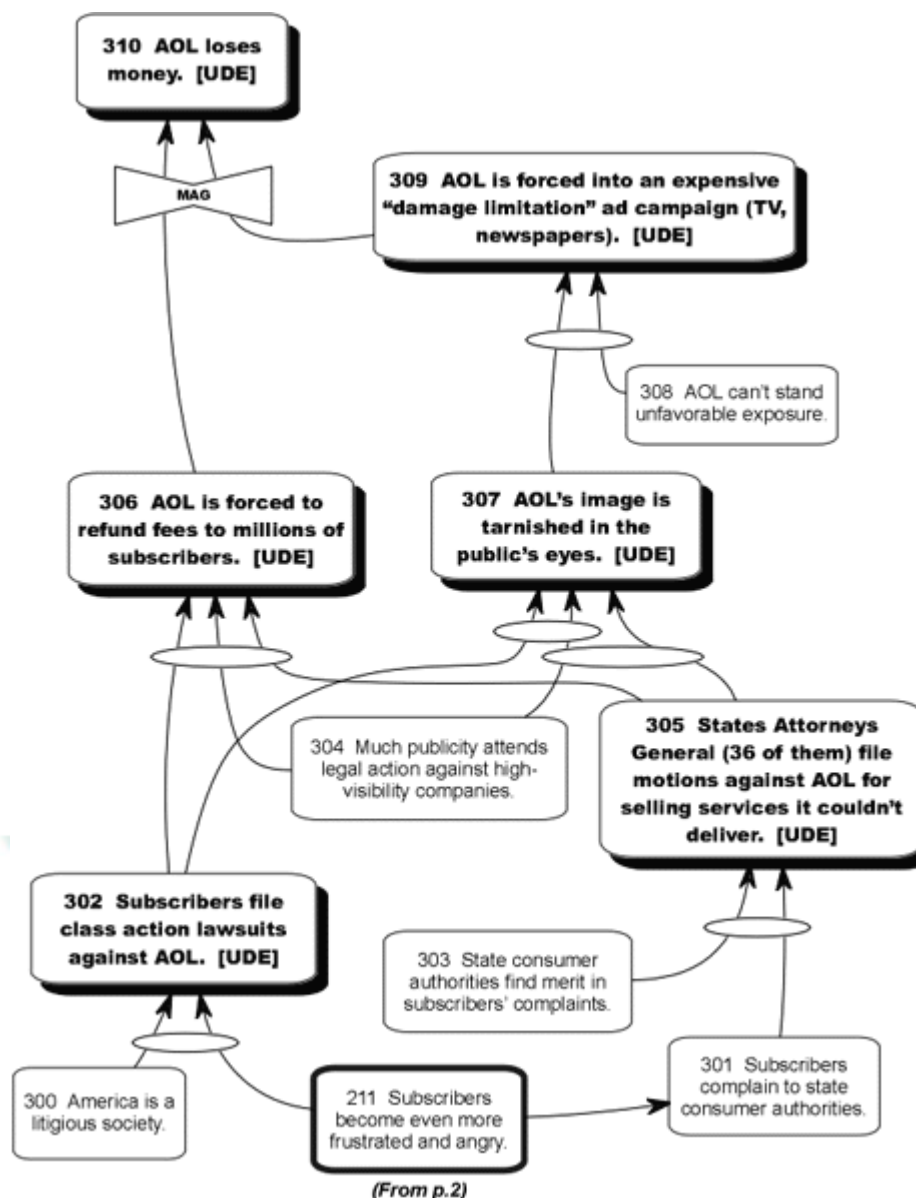 310 AOL loses
money. [UDE]
MAG
309 AOL is forced into an expensive
“damage limitation” ad campaign (TV,
newspapers). [UDE]
308 AOL can't stand
unfavorable exposure.
306 AOL is forced to
refund fees to millions of
subscribers. [UDE]
307 AOL’s image is
tarnished in the
public’s eyes. [UDE]
304 Much publicity attends
legal action against high-
visibility companies.
305 States Attorneys
General (36 of them) file
motions against AOL for
selling services it couldn’t
deliver. [UDE]
302 Subscribers file
class action lawsuits
against AOL. [UDE]
303 State consumer
authorities find merit in
subscribers’ complaints.
300 America is a
litigious society.
211 Subscribers
become even more
frustrated and angry.
301 Subscribers
complain to state
consumer authorities.
(From p.2)